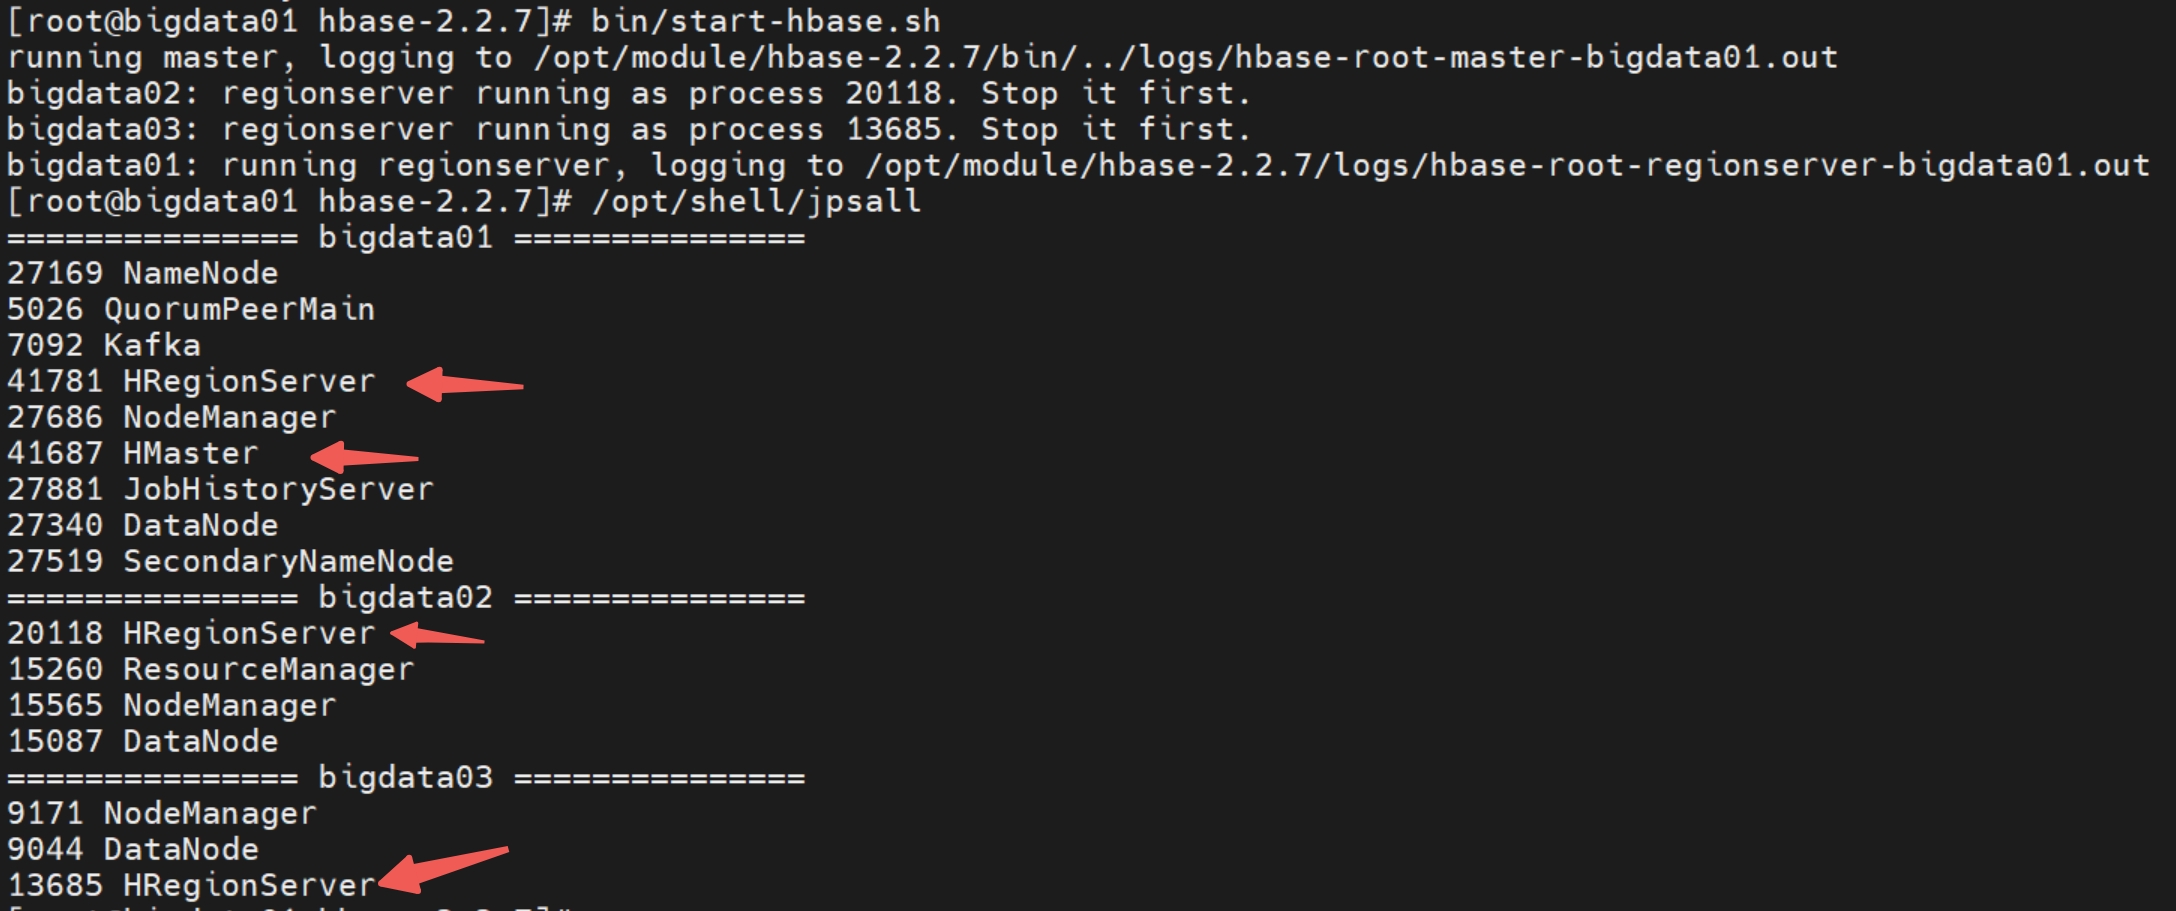 [root@bigdata01 hbase-2.2.7]# bin/start-hbase.sh
running master, logging to /opt/module/hbase-2.2.7/bin/../logs/hbase-root-master-bigdata01.out
bigdata02: regionserver running as process 20118. Stop it first.
bigdata03: regionserver running as process 13685. Stop it first.
bigdata01: running regionserver, logging to /opt/module/hbase-2.2.7/logs/hbase-root-regionserver-bigdata01.out
[root@bigdata01 hbase-2.2.7]# /opt/shell/jpsall
=============== bigdata01 ===============
27169 NameNode
5026 QuorumPeerMain
7092 Kafka
41781 HRegionServer
27686 NodeManager
41687 HMaster
27881 JobHistoryServer
27340 DataNode
27519 SecondaryNameNode
=============== bigdata02 ===============
20118 HRegionServer
15260 ResourceManager
15565 NodeManager
15087 DataNode
=============== bigdata03 ===============
9171 NodeManager
9044 DataNode
13685 HRegionServer